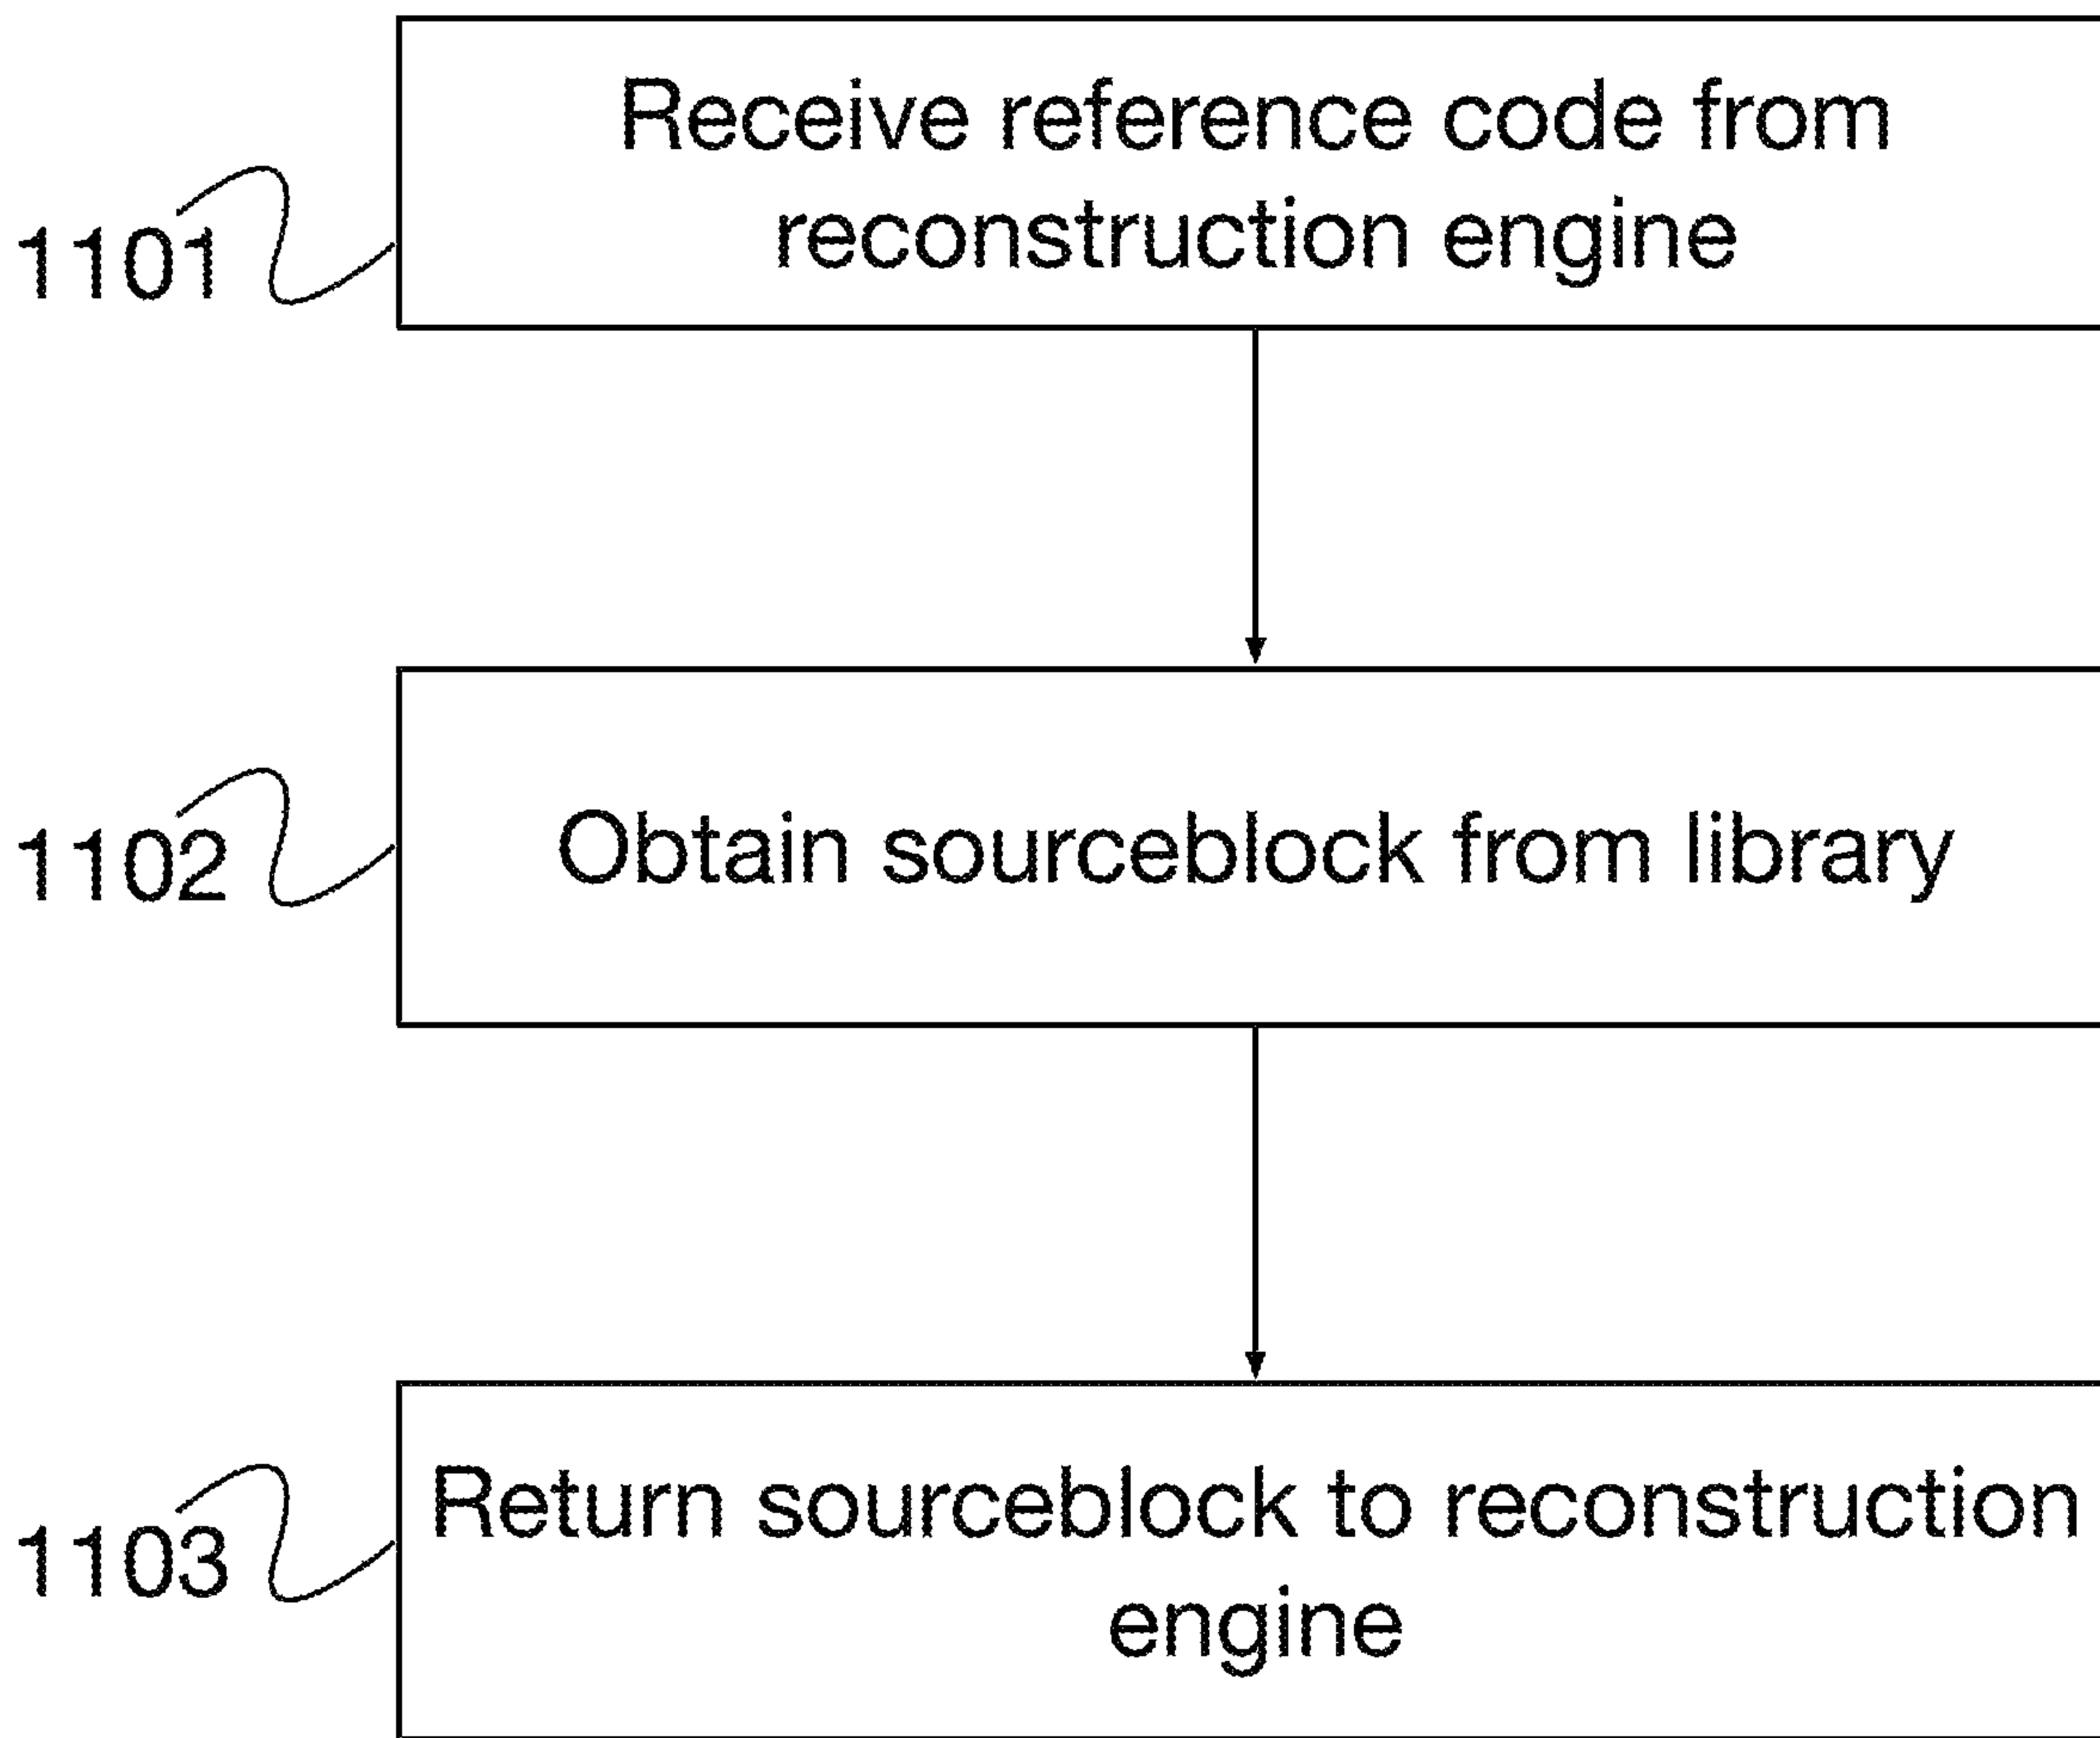 Receive reference code from
reconstruction engine
1101
Obtain sourceblock from library
1102
Return sourceblock to reconstruction
engine
1103